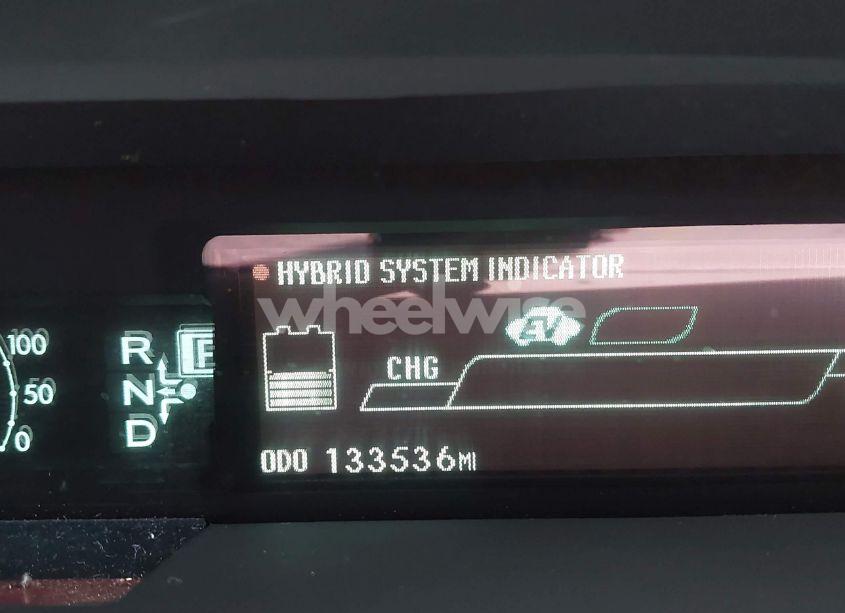 HYBRID SYSTEM INDICATOR
wheelwise
EV
100
R
P
CHG
50
N
D
0
ODO 133536MI